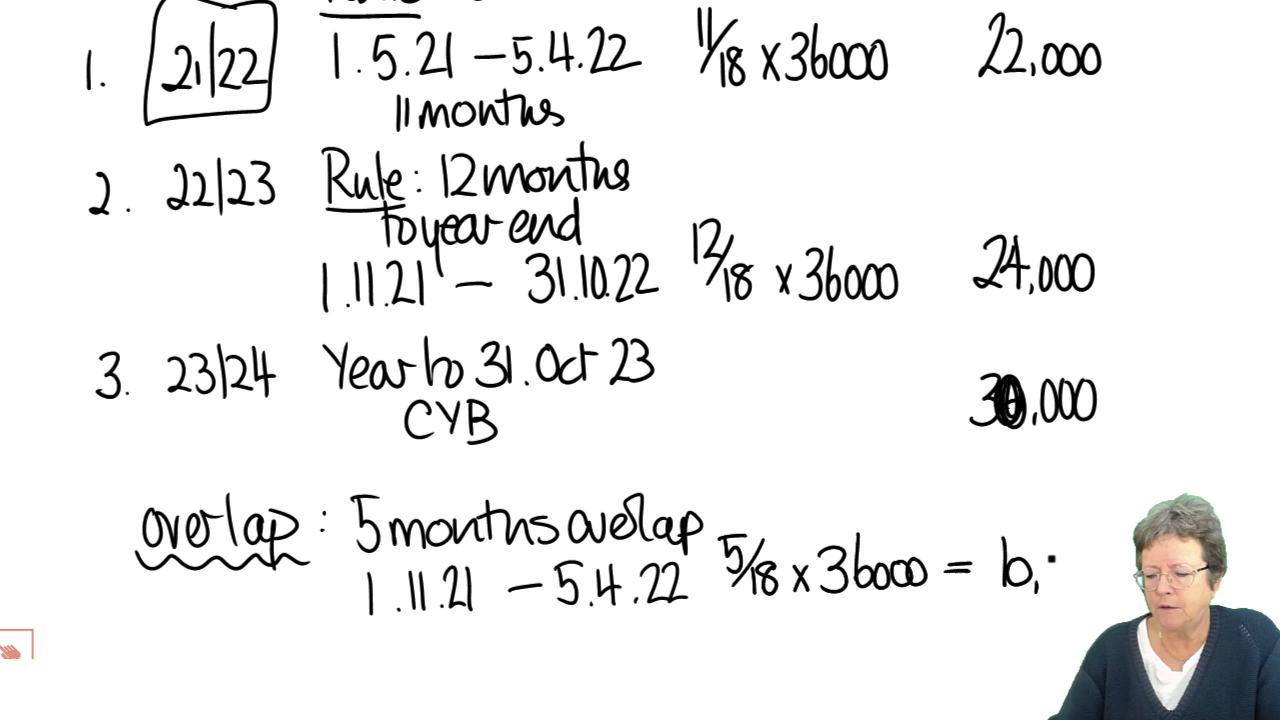 1. 21/22 1.5.21 – 5.4.22 11/18 x 36000 22,000
11 months
2. 22/23 Rule: 12 months
to year end
1.11.21 – 31.10.22 12/18 x 36000 24,000
3. 23/24 Year to 31. Oct 23
CYB ,000
overlap: 5 months overlap
1.11.21 – 5.4.22 5/18 x 36000 = 10,